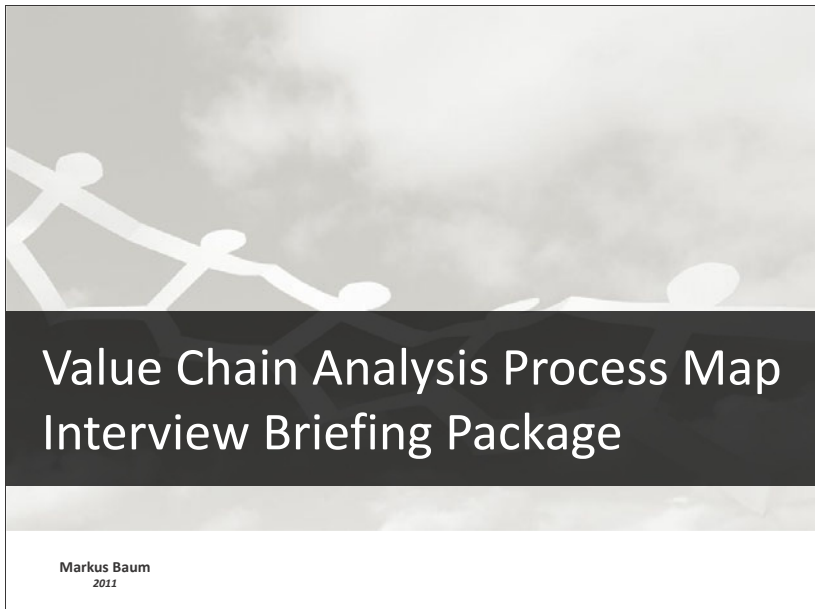 Value Chain Analysis Process Map
Interview Briefing Package
Markus Baum
2011